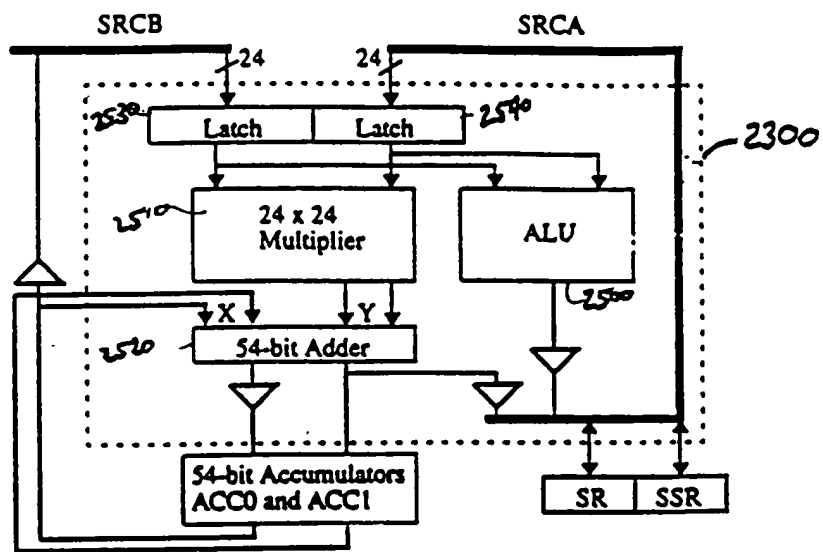 SRCB SRCA
24 24
2530 Latch Latch 2540
2300
2510 24 x 24
Multiplier
ALU
2500
X Y
2520 54-bit Adder
54-bit Accumulators
ACC0 and ACC1
SR SSR